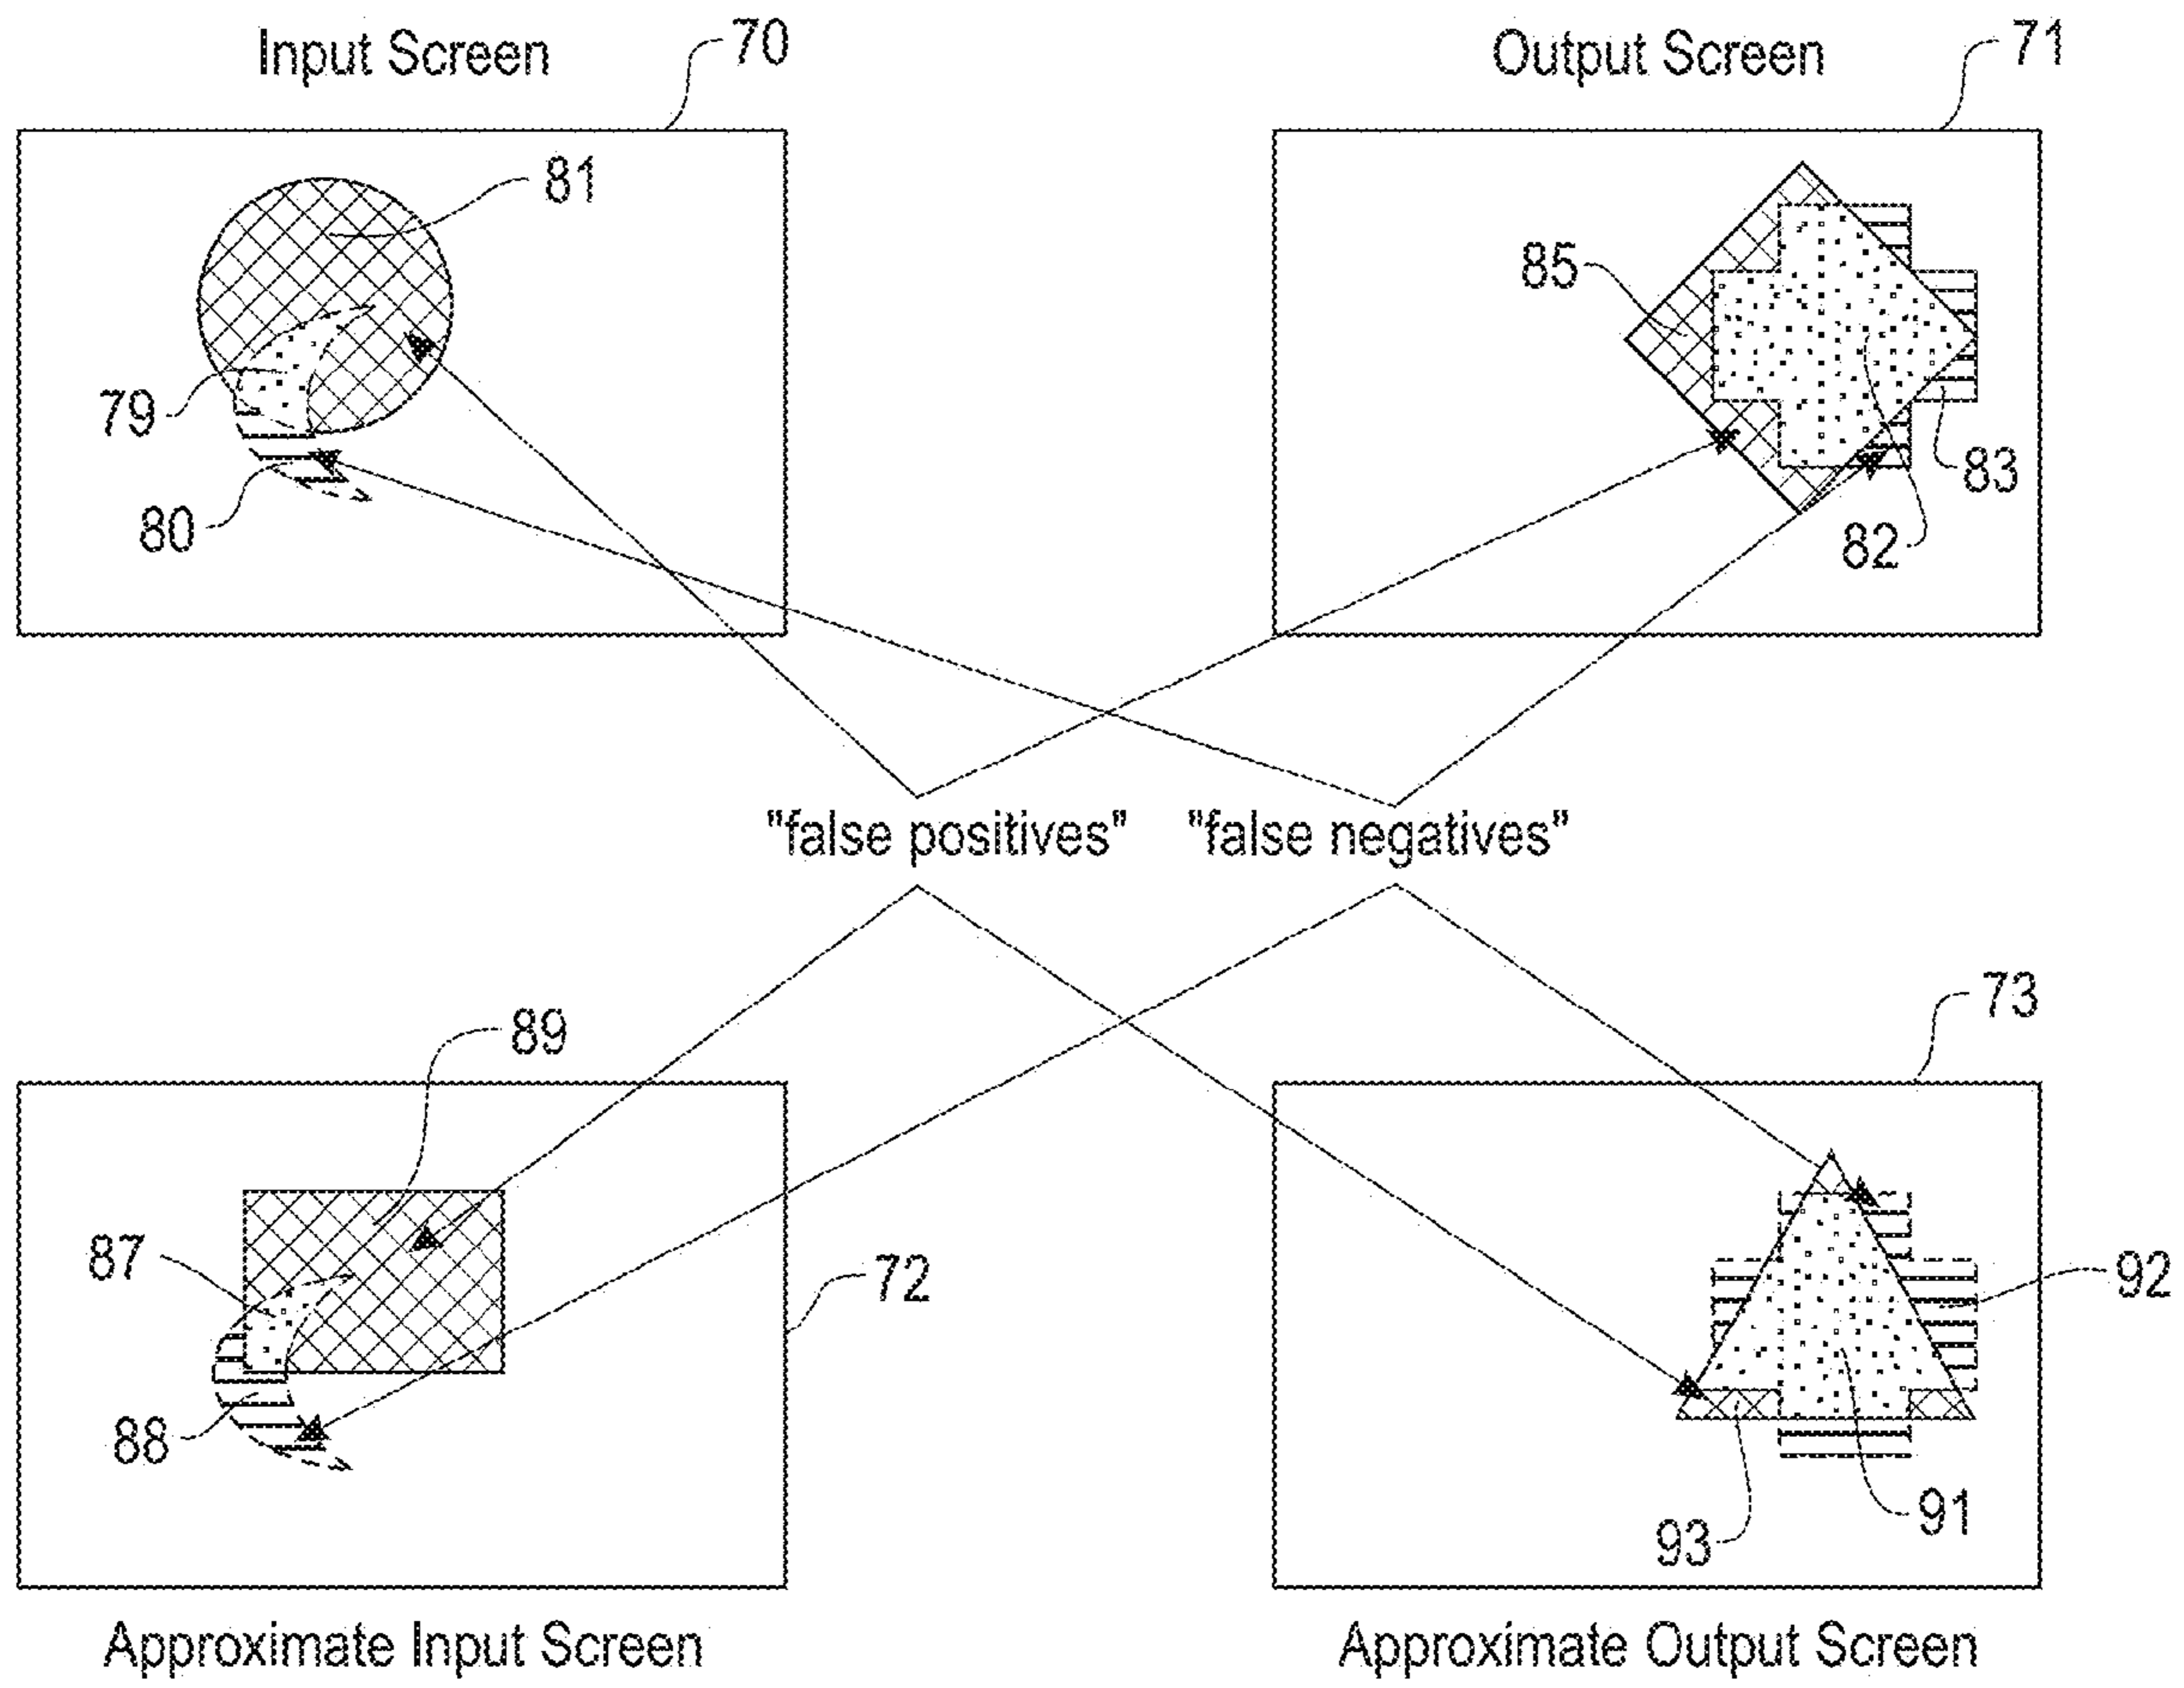 Input Screen
70
Output Screen
71
81
79
80
85
83
82
"false positives"
"false negatives"
89
87
88
72
73
92
91
93
Approximate Input Screen
Approximate Output Screen